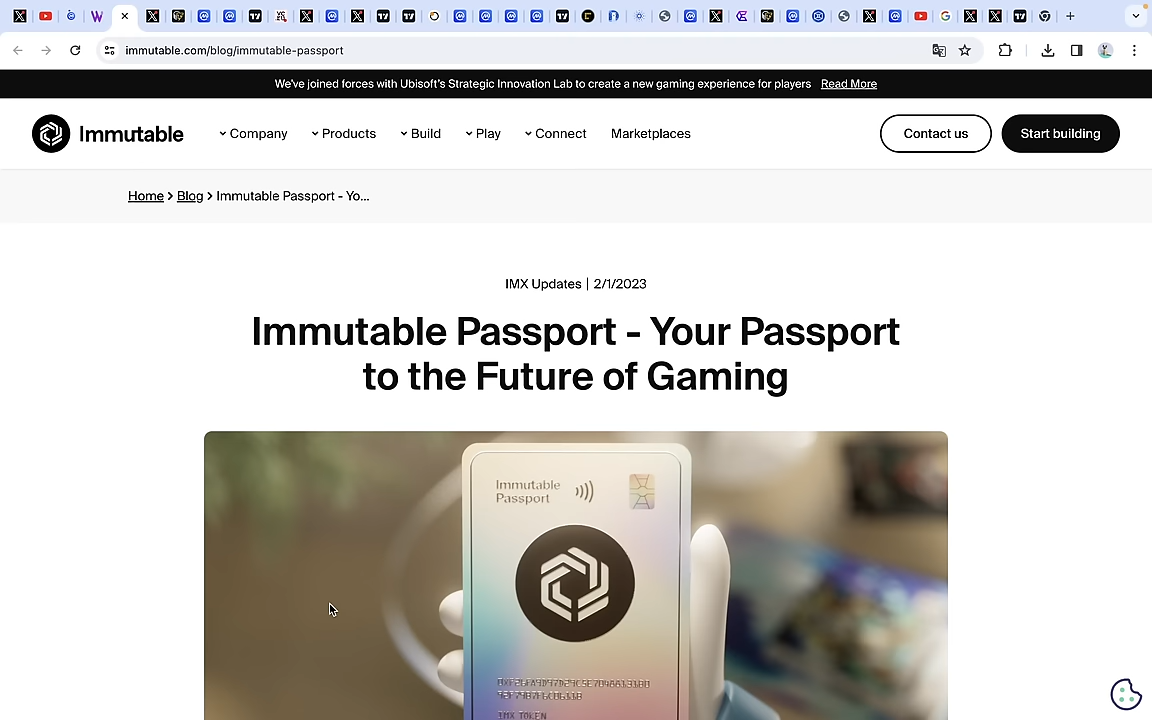 immutable.com/blog/immutable-passport
We've joined forces with Ubisoft's Strategic Innovation Lab to create a new gaming experience for players Read More
Immutable
Company
Products
Build
Play
Connect
Marketplaces
Contact us
Start building
Home > Blog > Immutable Passport - Yo...
IMX Updates | 2/1/2023
Immutable Passport - Your Passport
to the Future of Gaming
Immutable
Passport
IMX TOKEN